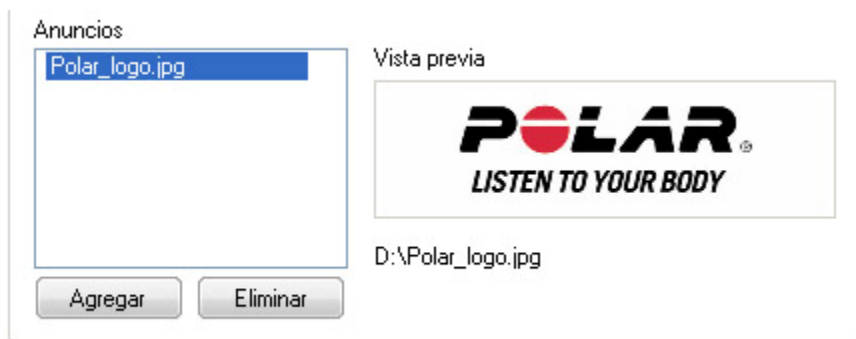 Anuncios
Polar_logo.jpg
Vista previa
POLAR®
LISTEN TO YOUR BODY
D:\Polar_logo.jpg
Agregar
Eliminar